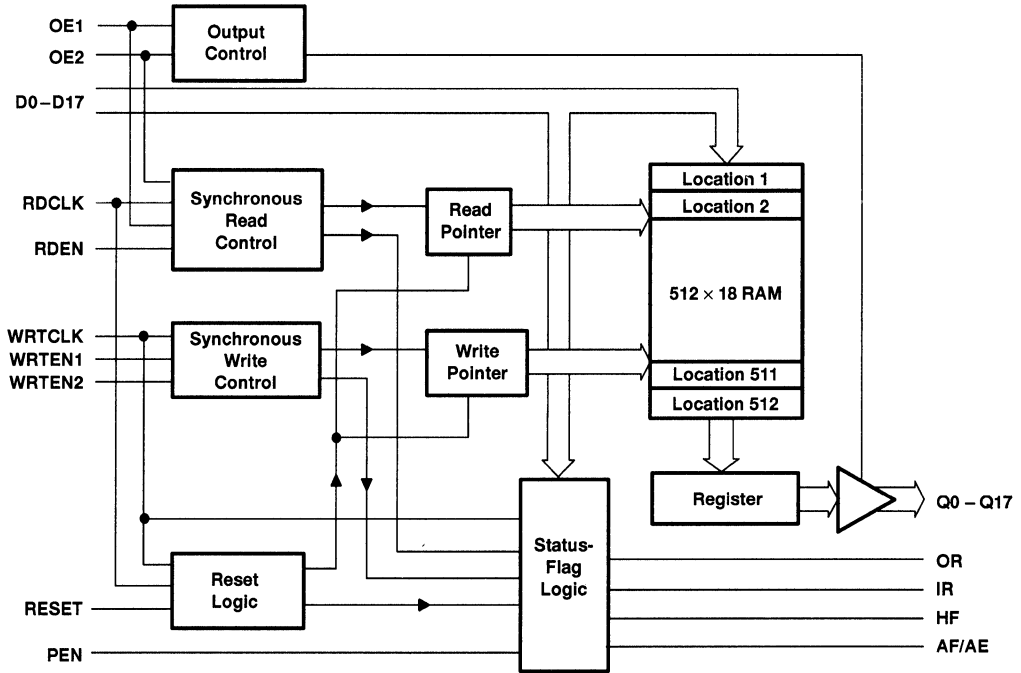 OE1
OE2
Output
Control
D0–D17
RDCLK
RDEN
Synchronous
Read
Control
Read
Pointer
Location 1
Location 2
512 × 18 RAM
Location 511
Location 512
WRTCLK
WRTEN1
WRTEN2
Synchronous
Write
Control
Write
Pointer
Register
Q0 – Q17
Status-
Flag
Logic
OR
IR
HF
AF/AE
Reset
Logic
RESET
PEN